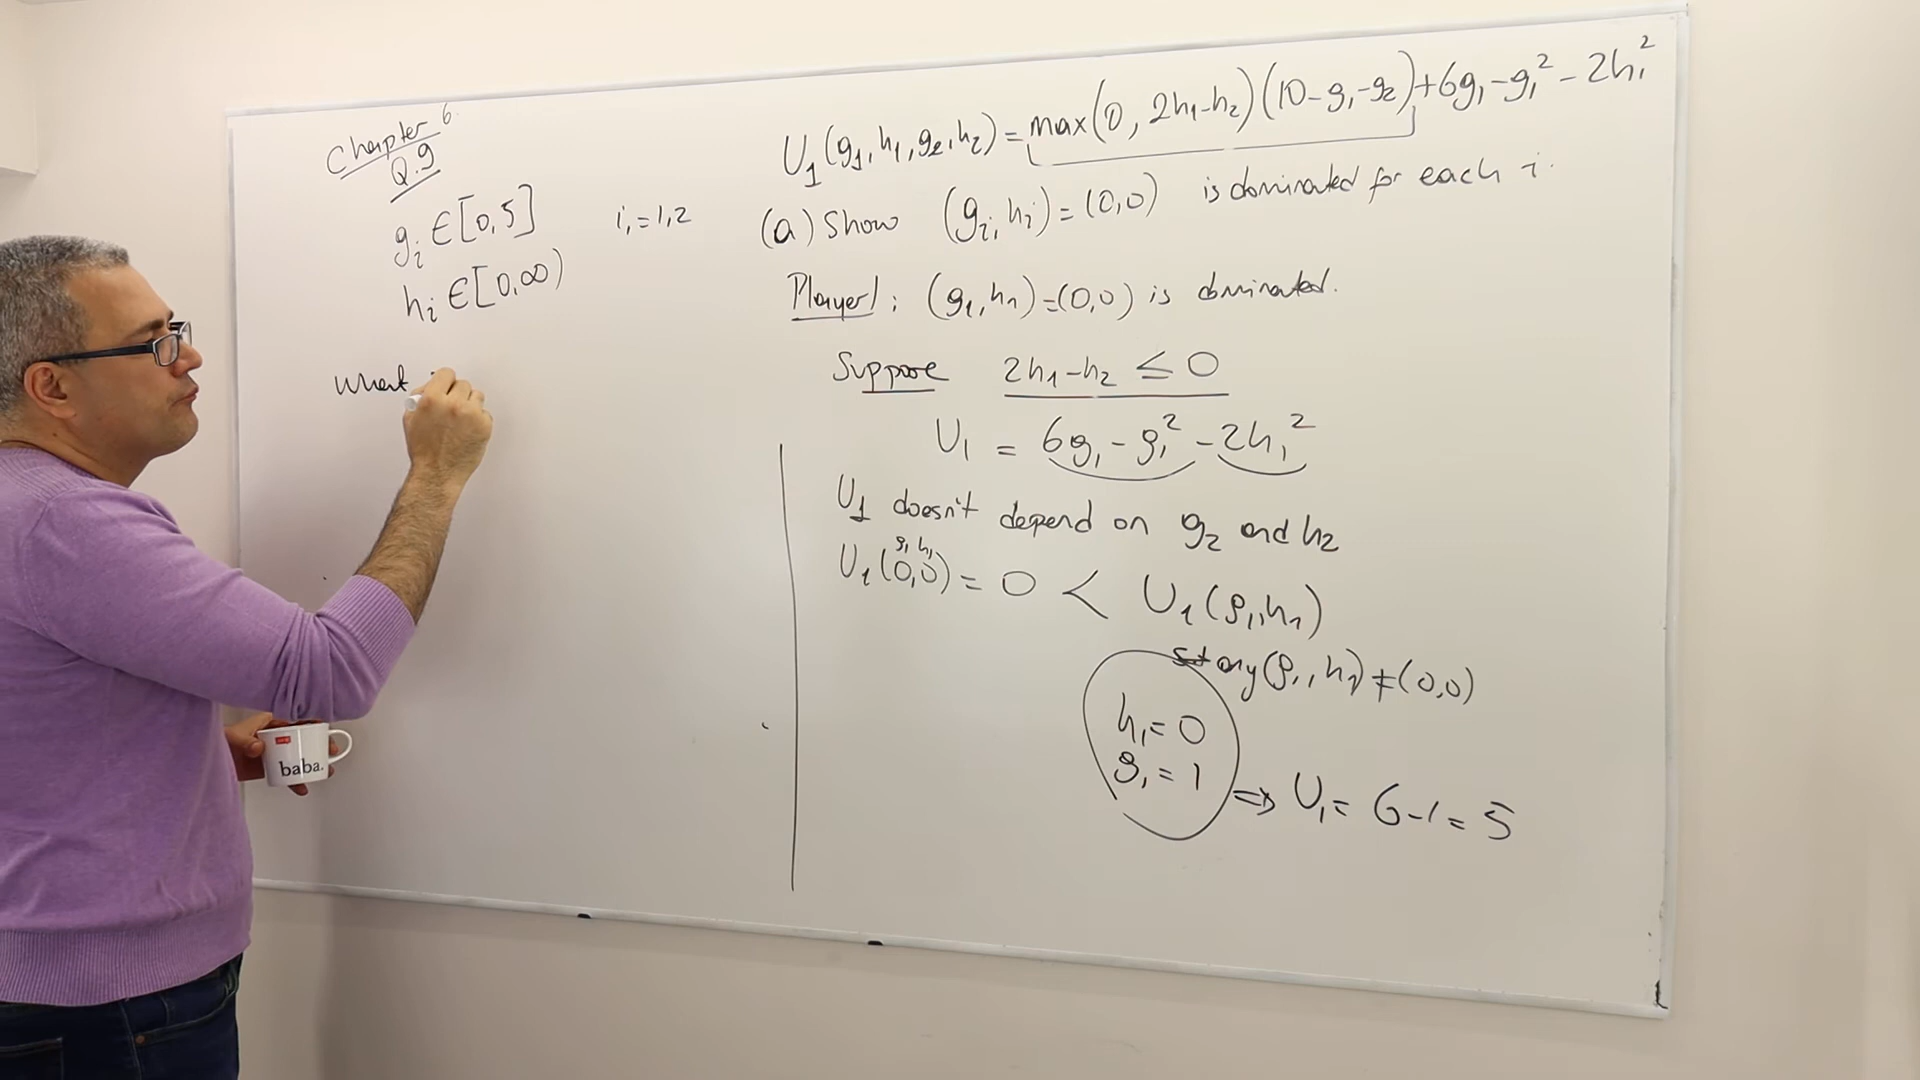 Chapter 6
Q.9
g_i ∈ [0,5]    i = 1,2
h_i ∈ [0,∞)
What
U_1(g_1, h_1, g_2, h_2) = max(0, 2h_1 - h_2)(10 - g_1 - g_2) + 6g_1 - g_1^2 - 2h_1^2
(a) Show (g_i, h_i) = (0,0) is dominated for each i.
Player 1: (g_1, h_1) = (0,0) is dominated.
Suppose 2h_1 - h_2 ≤ 0
U_1 = 6g_1 - g_1^2 - 2h_1^2
U_1 doesn't depend on g_2 and h_2
g_1 h_1
U_1(0,0) = 0 < U_1(g_1, h_1)
any (g_1, h_1) ≠ (0,0)
h_1 = 0
g_1 = 1 ⇒ U_1 = 6 - 1 = 5
baba.